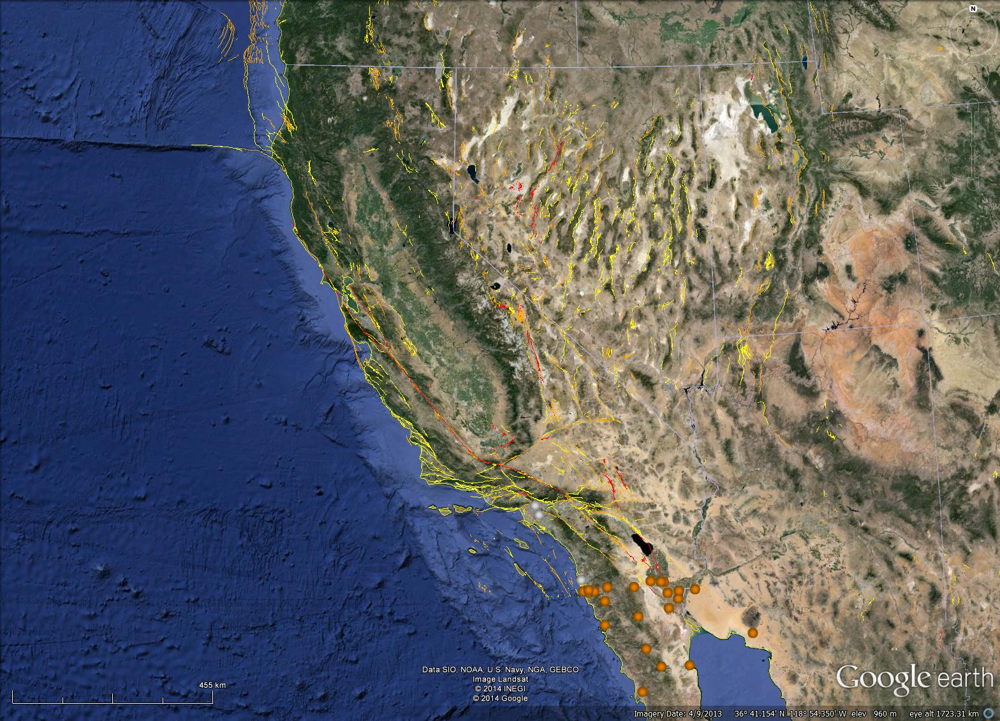 N
455 km
Data SIO, NOAA, U.S. Navy, NGA, GEBCO
Image Landsat
© 2014 INEGI
© 2014 Google
Google earth
Imagery Date: 4/9/2013 36° 41.154' N 118° 54.350' W elev 960 m eye alt 1723.31 km